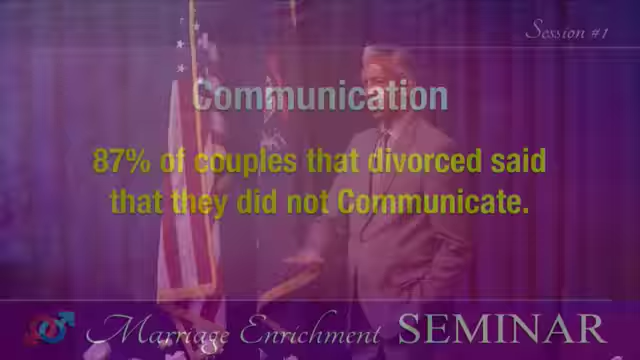 Session #1
Communication
87% of couples that divorced said
that they did not Communicate.
Marriage Enrichment SEMINAR